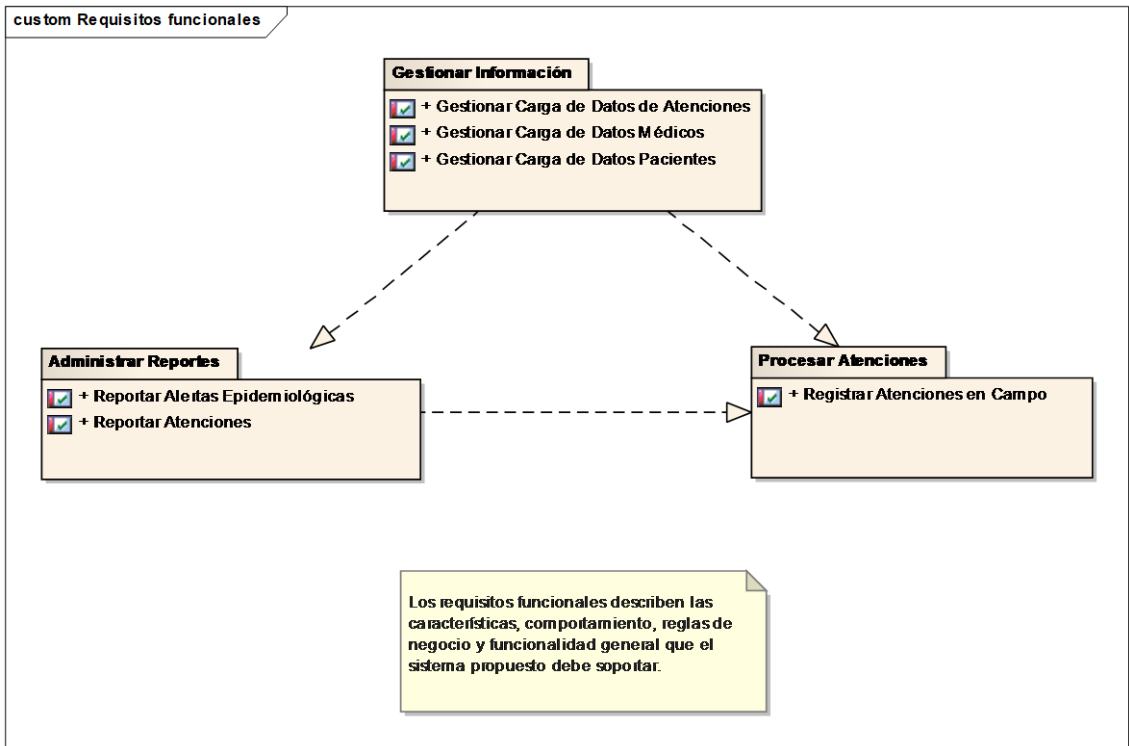 custom Requisitos funcionales
Gestionar Información
+ Gestionar Carga de Datos de Atenciones
+ Gestionar Carga de Datos Médicos
+ Gestionar Carga de Datos Pacientes
Administrar Reportes
+ Reportar Alertas Epidemiológicas
+ Reportar Atenciones
Procesar Atenciones
+ Registrar Atenciones en Campo
Los requisitos funcionales describen las
características, comportamiento, reglas de
negocio y funcionalidad general que el
sistema propuesto debe soportar.